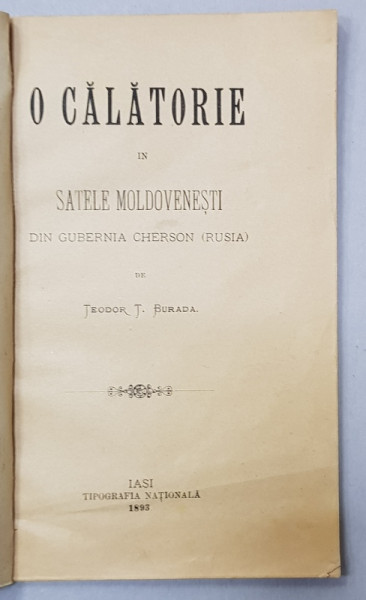 O CĂLĂTORIE
IN
SATELE MOLDOVENEȘTI
DIN GUBERNIA CHERSON (RUSIA)
DE
TEODOR T. BURADA.
IASI
TIPOGRAFIA NAȚIONALĂ
1893